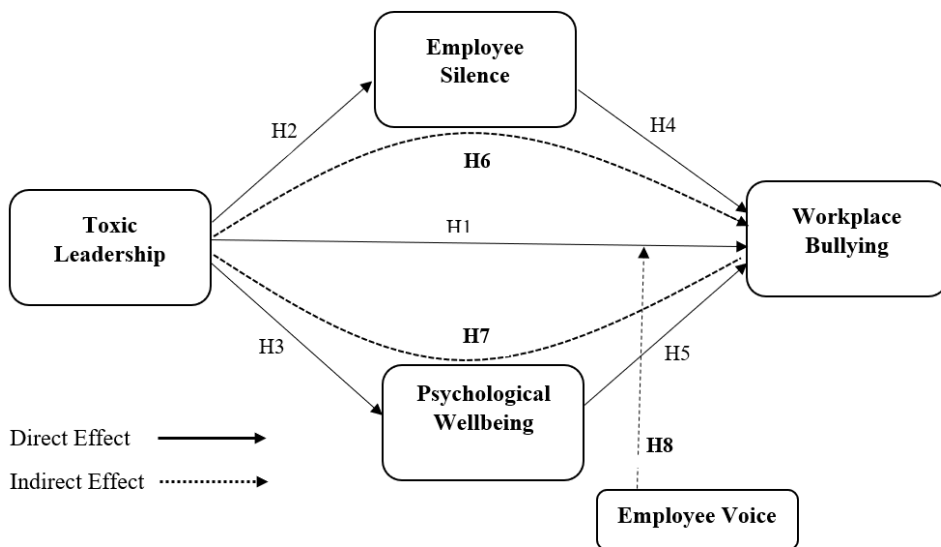 Employee
Silence
H2
H4
H6
Toxic
Leadership
H1
Workplace
Bullying
H7
H3
H5
Psychological
Wellbeing
Direct Effect
H8
Indirect Effect
Employee Voice